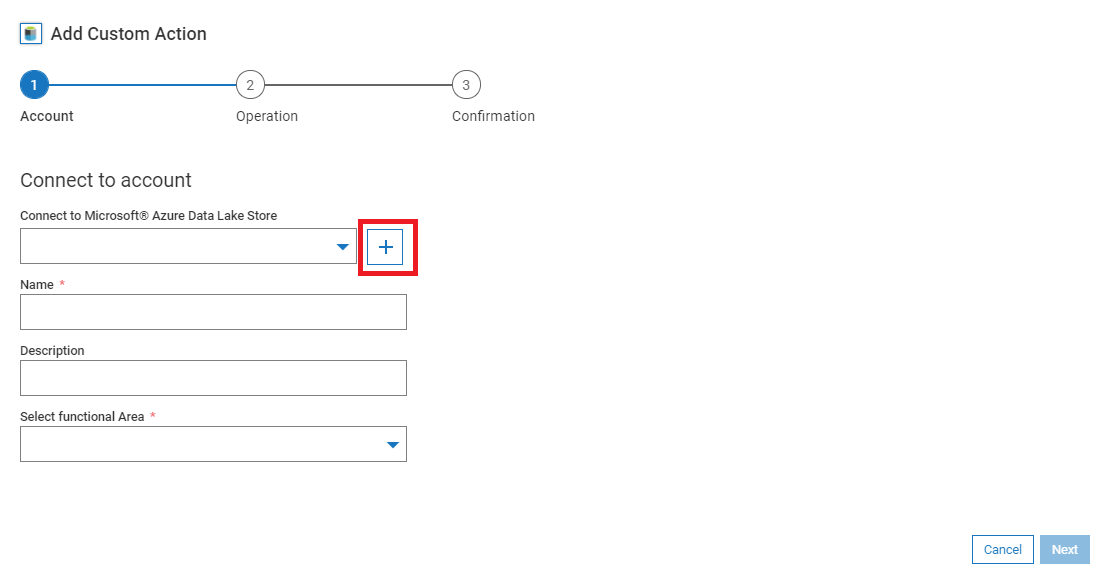 Add Custom Action
1 2 3
Account Operation Confirmation
Connect to account
Connect to Microsoft® Azure Data Lake Store
+
Name *
Description
Select functional Area *
Cancel Next